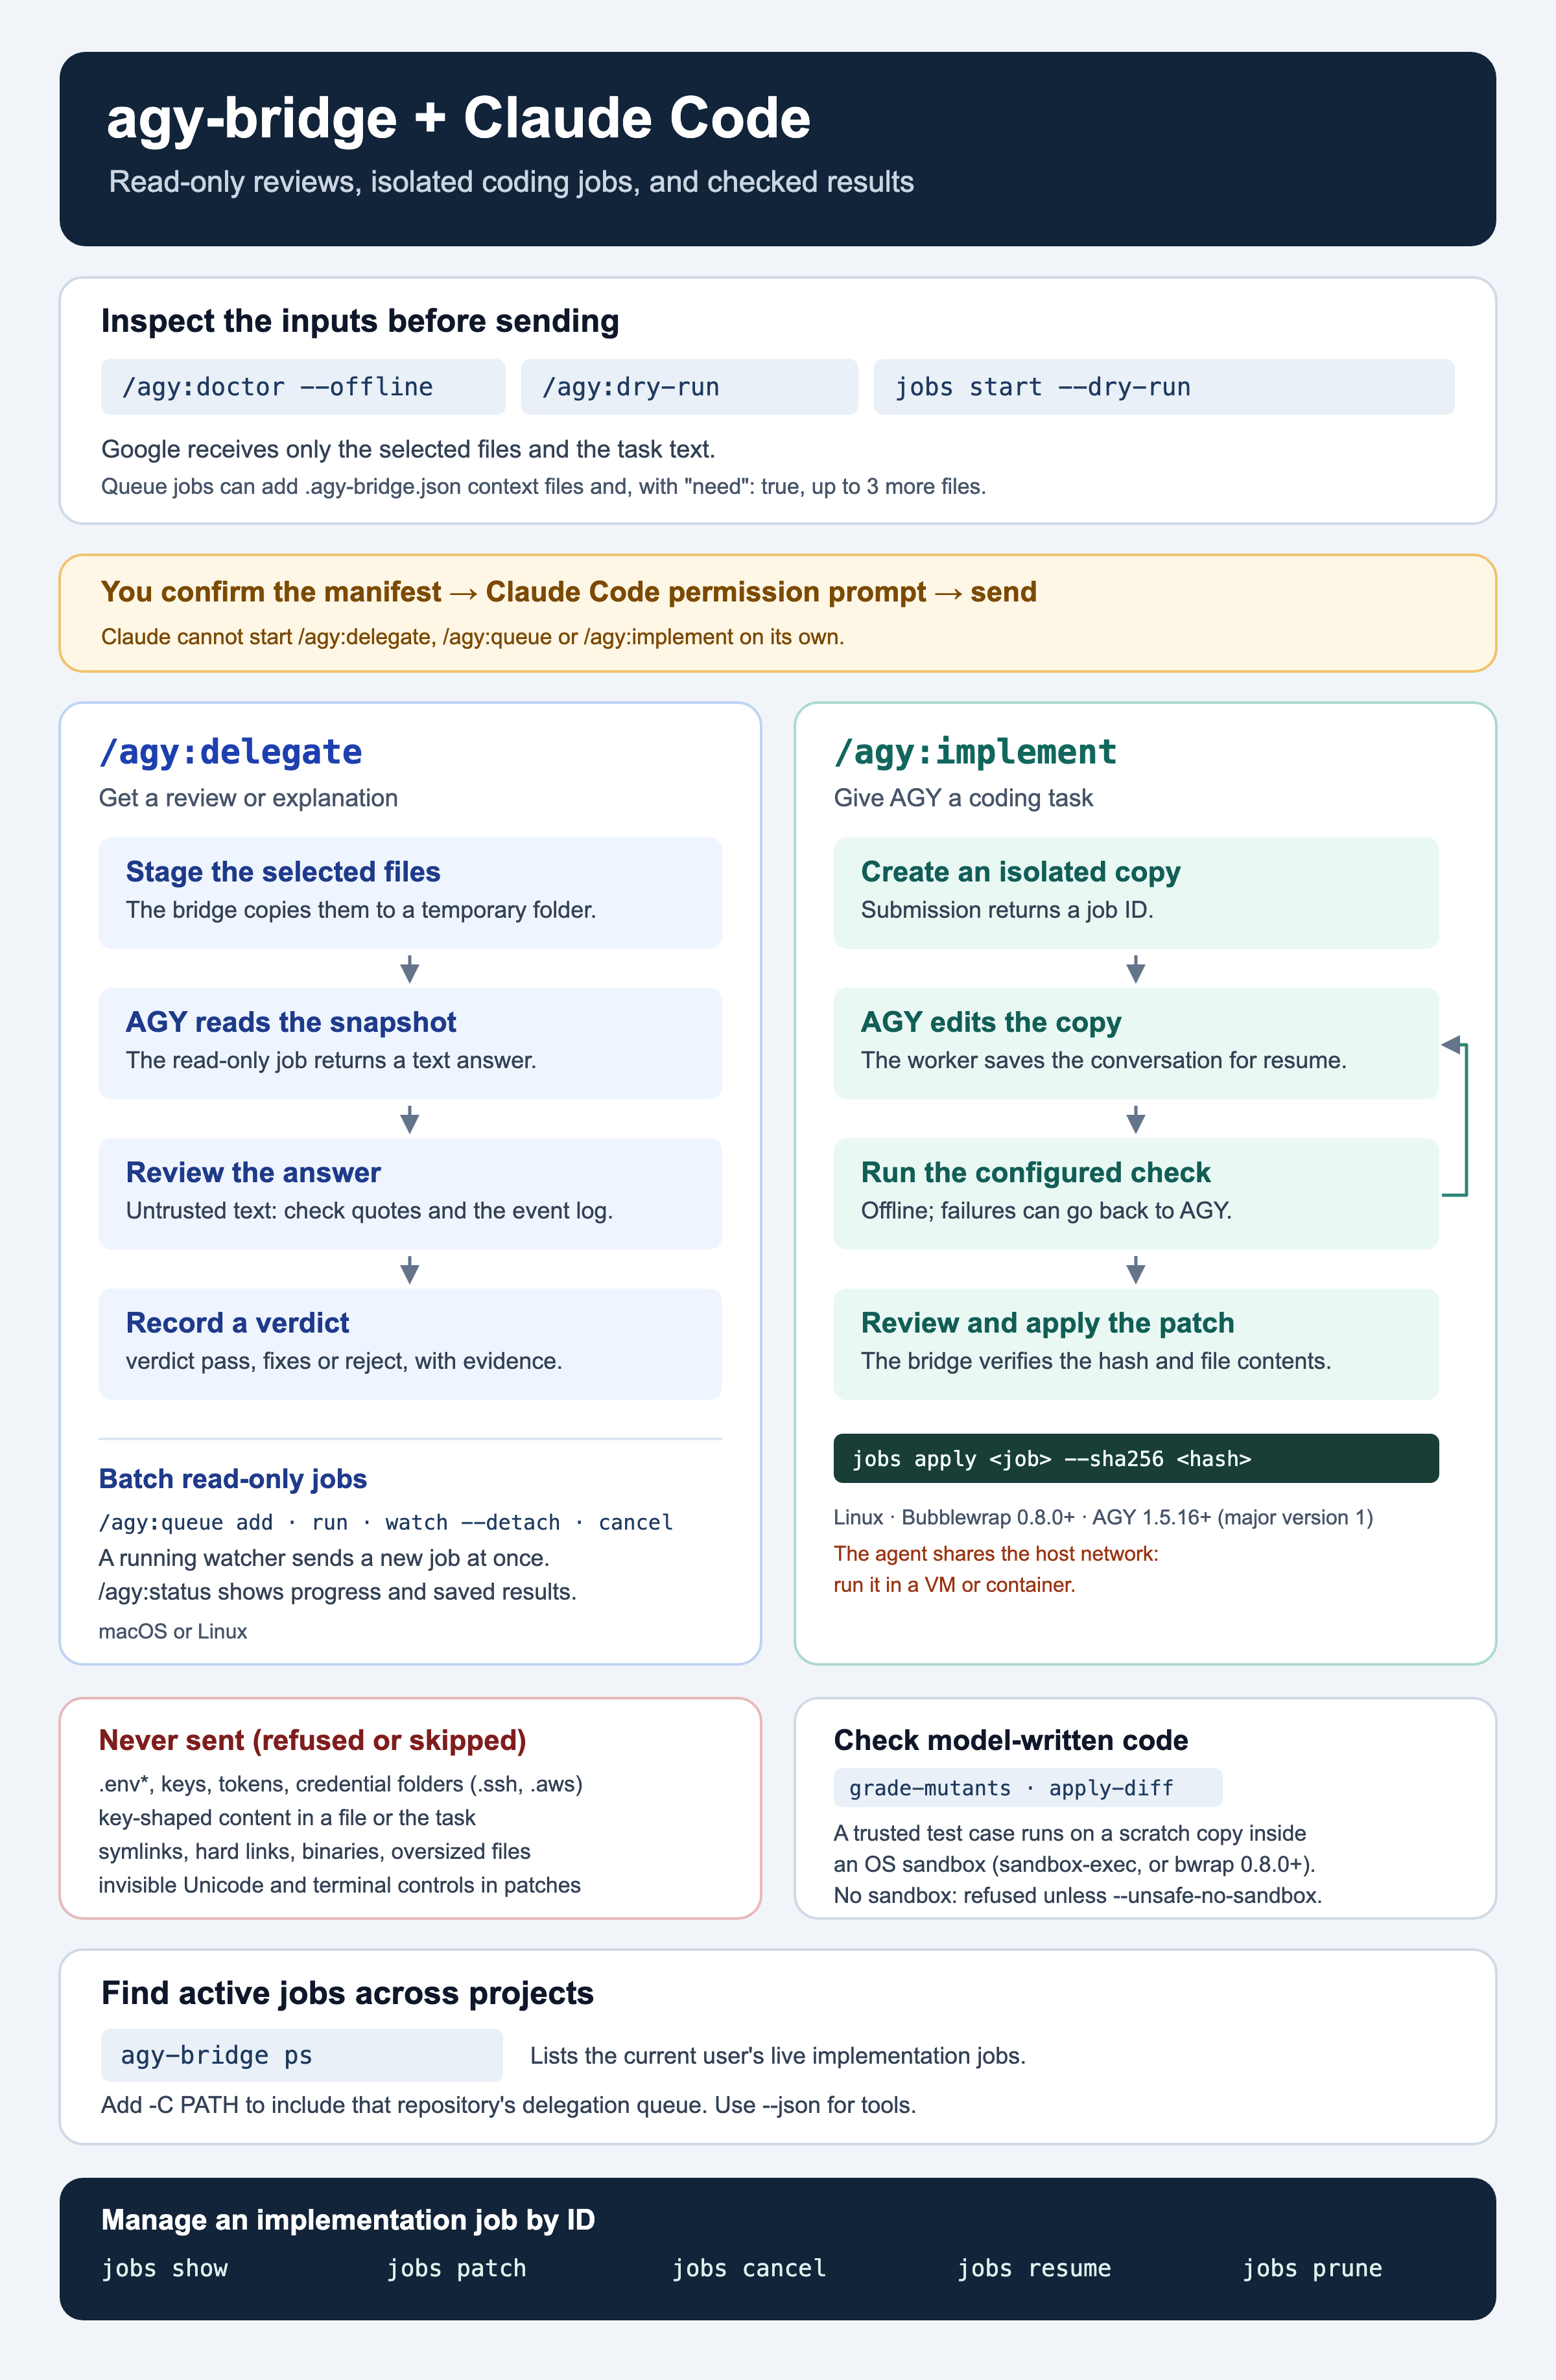 agy-bridge + Claude Code
Read-only reviews, isolated coding jobs, and checked results
Inspect the inputs before sending
/agy:doctor --offline
/agy:dry-run
jobs start --dry-run
Google receives only the selected files and the task text.
Queue jobs can add .agy-bridge.json context files and, with "need": true, up to 3 more files.
You confirm the manifest → Claude Code permission prompt → send
Claude cannot start /agy:delegate, /agy:queue or /agy:implement on its own.
/agy:delegate
Get a review or explanation
Stage the selected files
The bridge copies them to a temporary folder.
AGY reads the snapshot
The read-only job returns a text answer.
Review the answer
Untrusted text: check quotes and the event log.
Record a verdict
verdict pass, fixes or reject, with evidence.
Batch read-only jobs
/agy:queue add · run · watch --detach · cancel
A running watcher sends a new job at once.
/agy:status shows progress and saved results.
macOS or Linux
/agy:implement
Give AGY a coding task
Create an isolated copy
Submission returns a job ID.
AGY edits the copy
The worker saves the conversation for resume.
Run the configured check
Offline; failures can go back to AGY.
Review and apply the patch
The bridge verifies the hash and file contents.
jobs apply <job> --sha256 <hash>
Linux · Bubblewrap 0.8.0+ · AGY 1.5.16+ (major version 1)
The agent shares the host network:
run it in a VM or container.
Never sent (refused or skipped)
.env*, keys, tokens, credential folders (.ssh, .aws)
key-shaped content in a file or the task
symlinks, hard links, binaries, oversized files
invisible Unicode and terminal controls in patches
Check model-written code
grade-mutants · apply-diff
A trusted test case runs on a scratch copy inside
an OS sandbox (sandbox-exec, or bwrap 0.8.0+).
No sandbox: refused unless --unsafe-no-sandbox.
Find active jobs across projects
agy-bridge ps
Lists the current user's live implementation jobs.
Add -C PATH to include that repository's delegation queue. Use --json for tools.
Manage an implementation job by ID
jobs show
jobs patch
jobs cancel
jobs resume
jobs prune